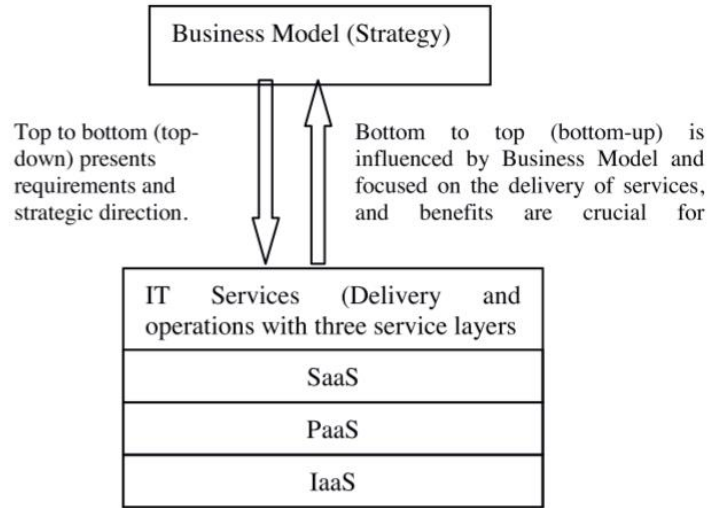 Business Model (Strategy)
Top to bottom (top-
down) presents
requirements and
strategic direction.
Bottom to top (bottom-up) is
influenced by Business Model and
focused on the delivery of services,
and benefits are crucial for
IT Services (Delivery and
operations with three service layers
SaaS
PaaS
IaaS